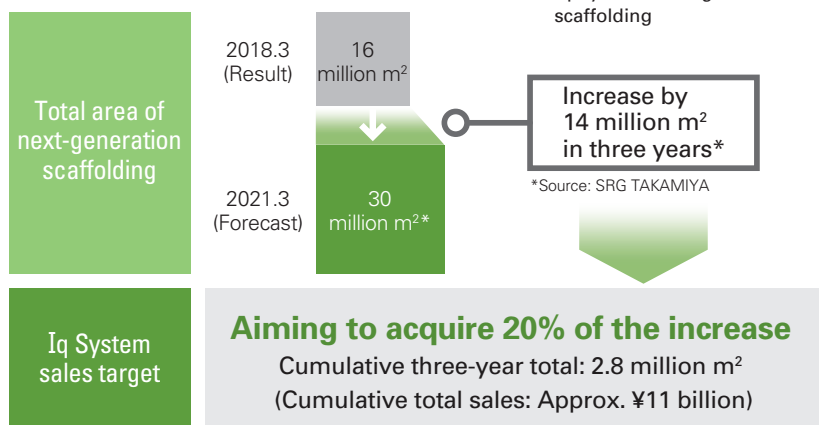 scaffolding
Total area of
next-generation
scaffolding
2018.3
(Result)
16
million m²
Increase by
14 million m²
in three years*
*Source: SRG TAKAMIYA
2021.3
(Forecast)
30
million m²*
Iq System
sales target
Aiming to acquire 20% of the increase
Cumulative three-year total: 2.8 million m²
(Cumulative total sales: Approx. ¥11 billion)